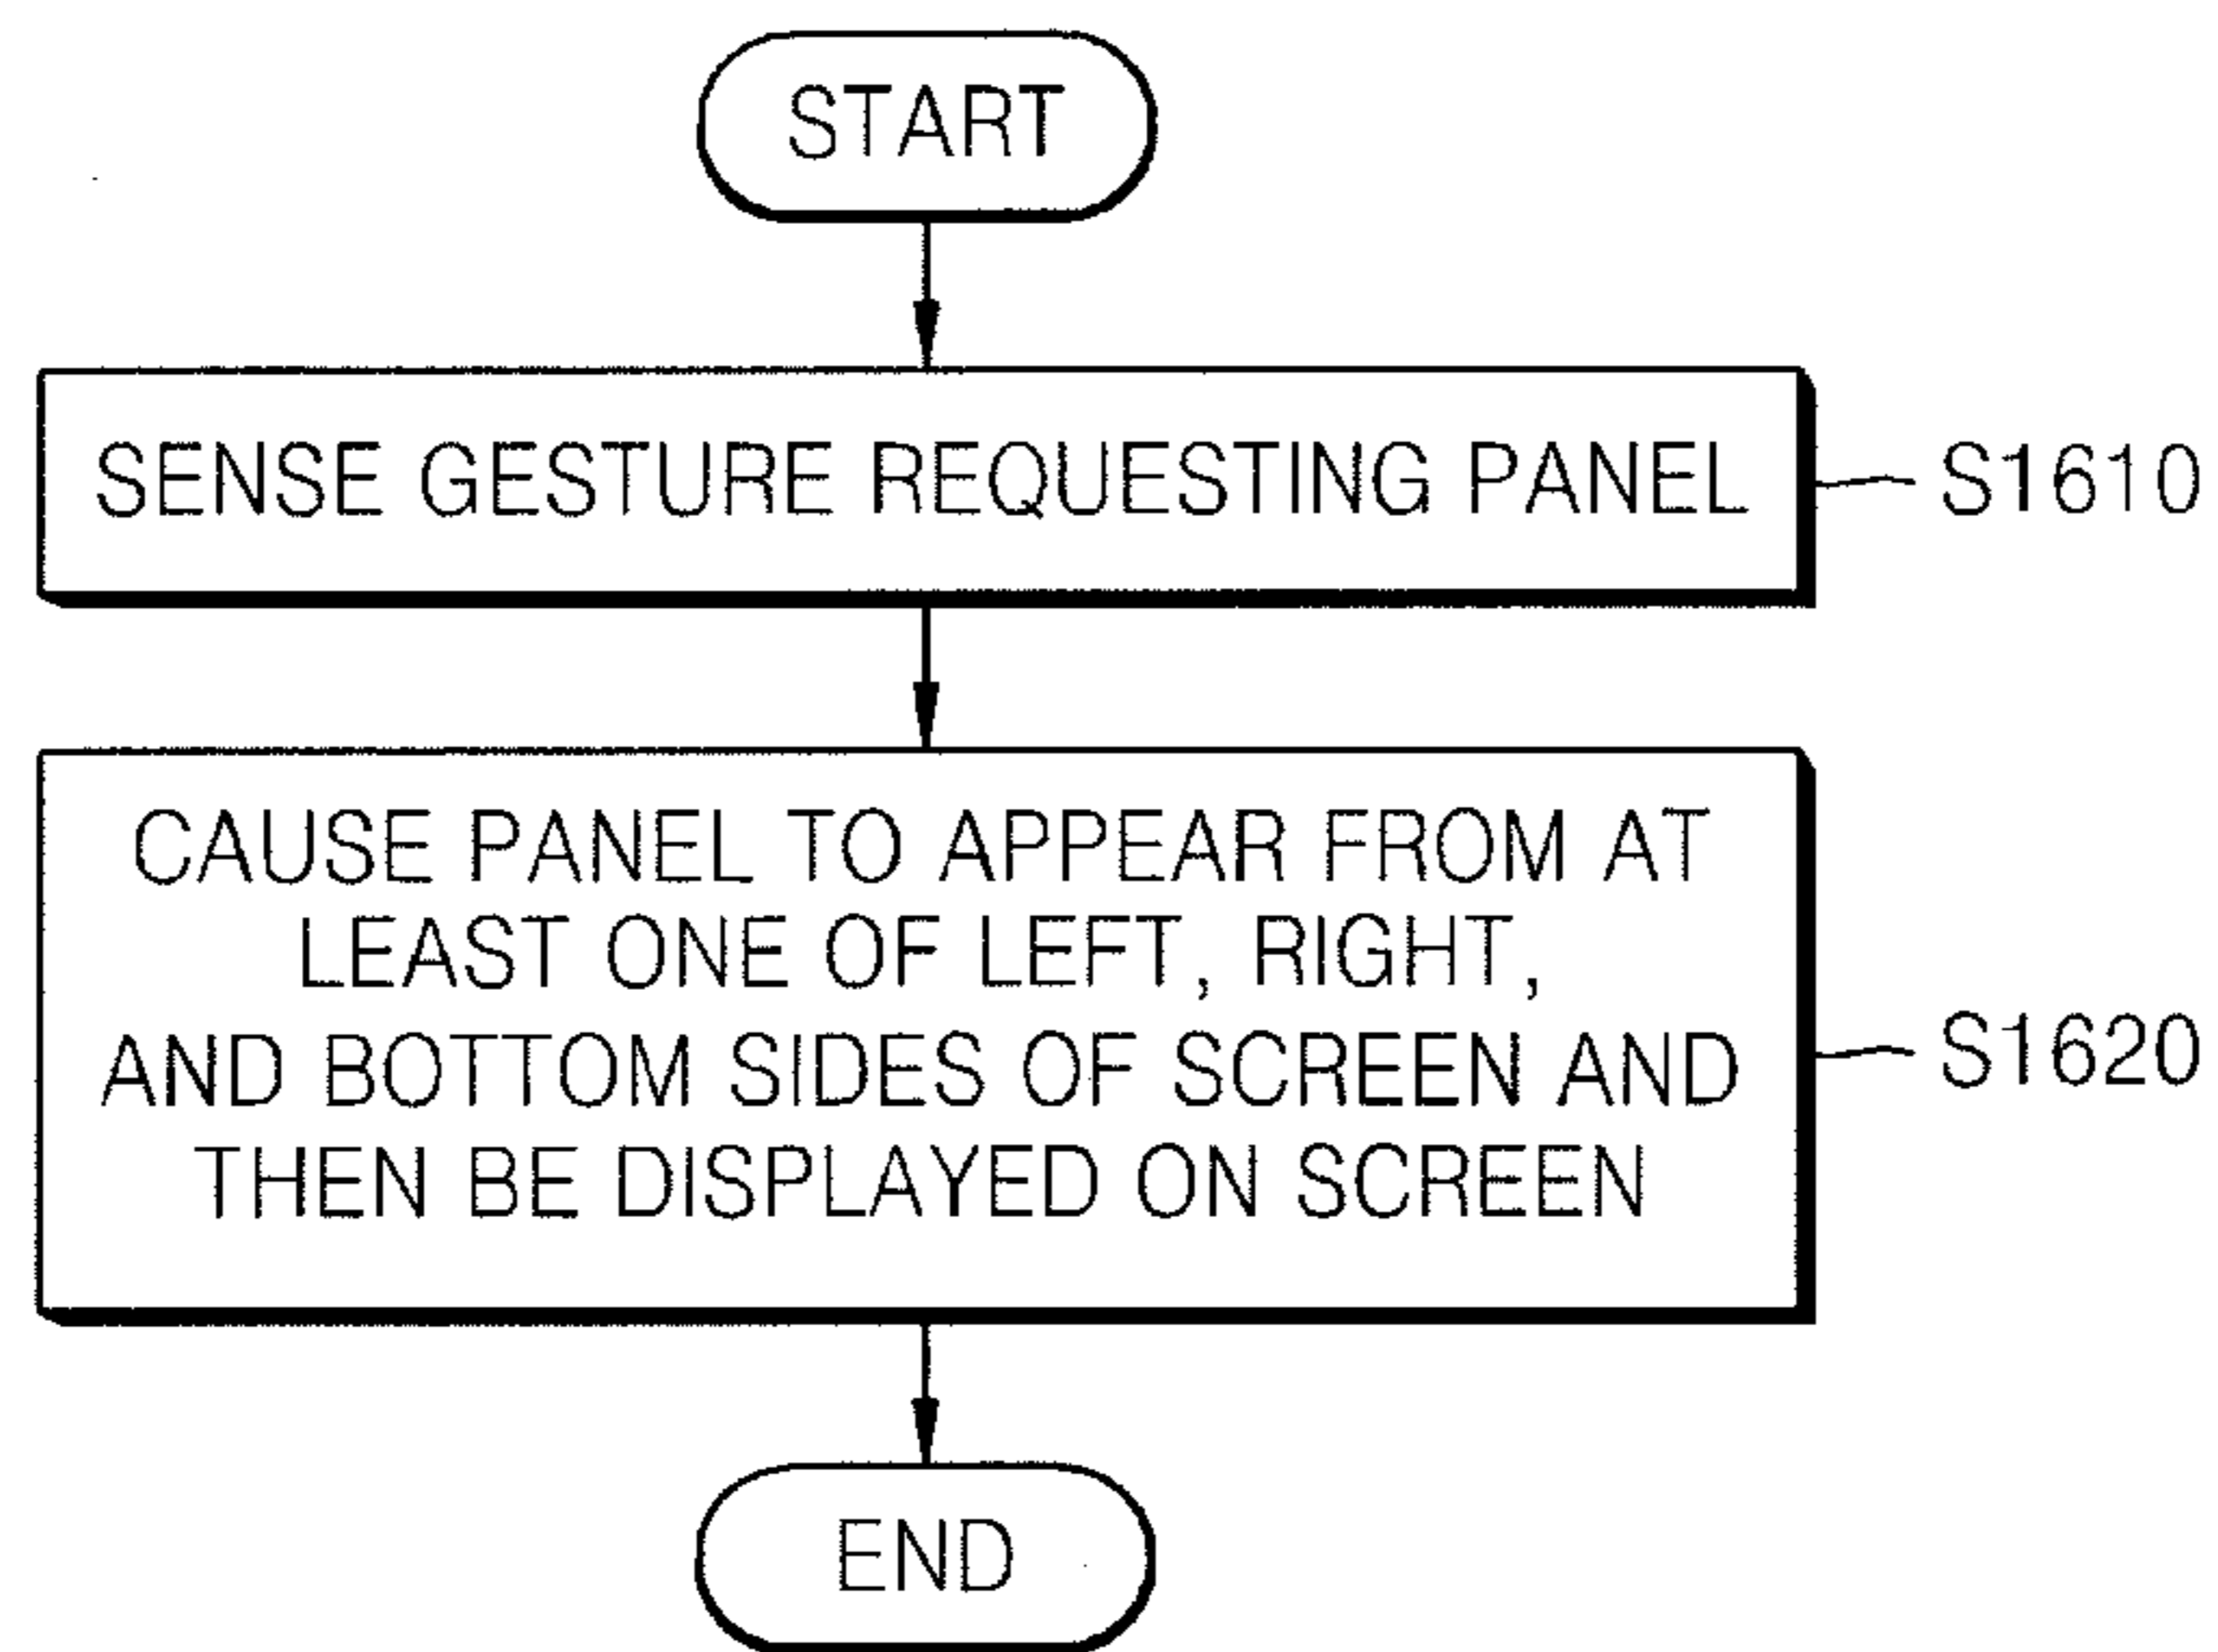 START
SENSE GESTURE REQUESTING PANEL
S1610
CAUSE PANEL TO APPEAR FROM AT
LEAST ONE OF LEFT, RIGHT,
AND BOTTOM SIDES OF SCREEN AND
THEN BE DISPLAYED ON SCREEN
S1620
END